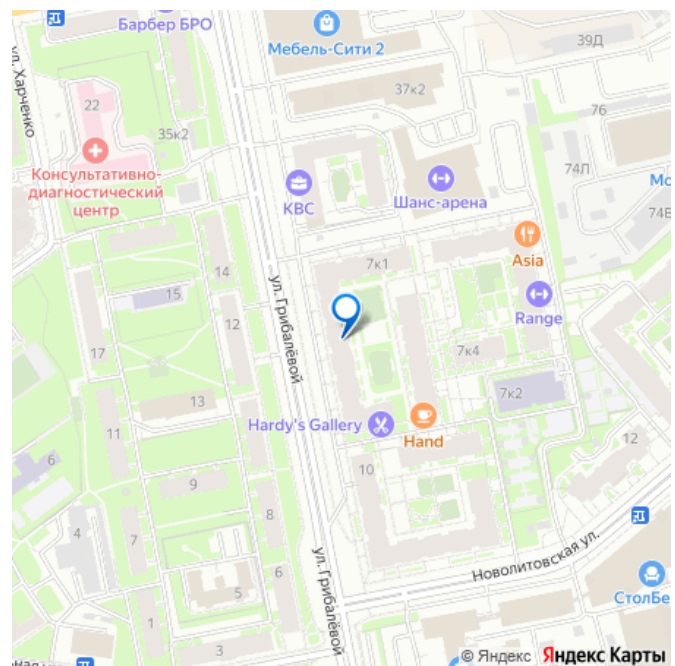 Барбер БРО
Мебель-Сити 2
39Д
ул. Харченко
22
37к2
76
35к2
Консультативно-
диагностический
центр
КВС
Шанс-арена
74Л
Мо
74В
7к1
Asia
14
15
ул. Грибалёвой
Range
12
17
7к4
13
7к2
Hardy's Gallery
Hand
11
12
10
6
9
8
4
7
Новолитовская ул.
ул. Грибалёвой
6
5
СтолБе
1
3
© Яндекс Яндекс Карты